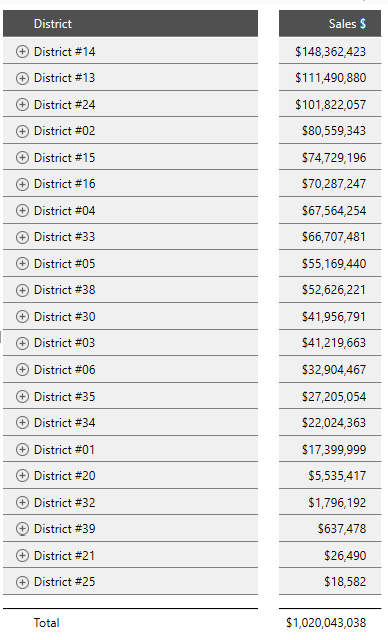 District Sales $
District #14 $148,362,423
District #13 $111,490,880
District #24 $101,822,057
District #02 $80,559,343
District #15 $74,729,196
District #16 $70,287,247
District #04 $67,564,254
District #33 $66,707,481
District #05 $55,169,440
District #38 $52,626,221
District #30 $41,956,791
District #03 $41,219,663
District #06 $32,904,467
District #35 $27,205,054
District #34 $22,024,363
District #01 $17,399,999
District #20 $5,535,417
District #32 $1,796,192
District #39 $637,478
District #21 $26,490
District #25 $18,582
Total $1,020,043,038